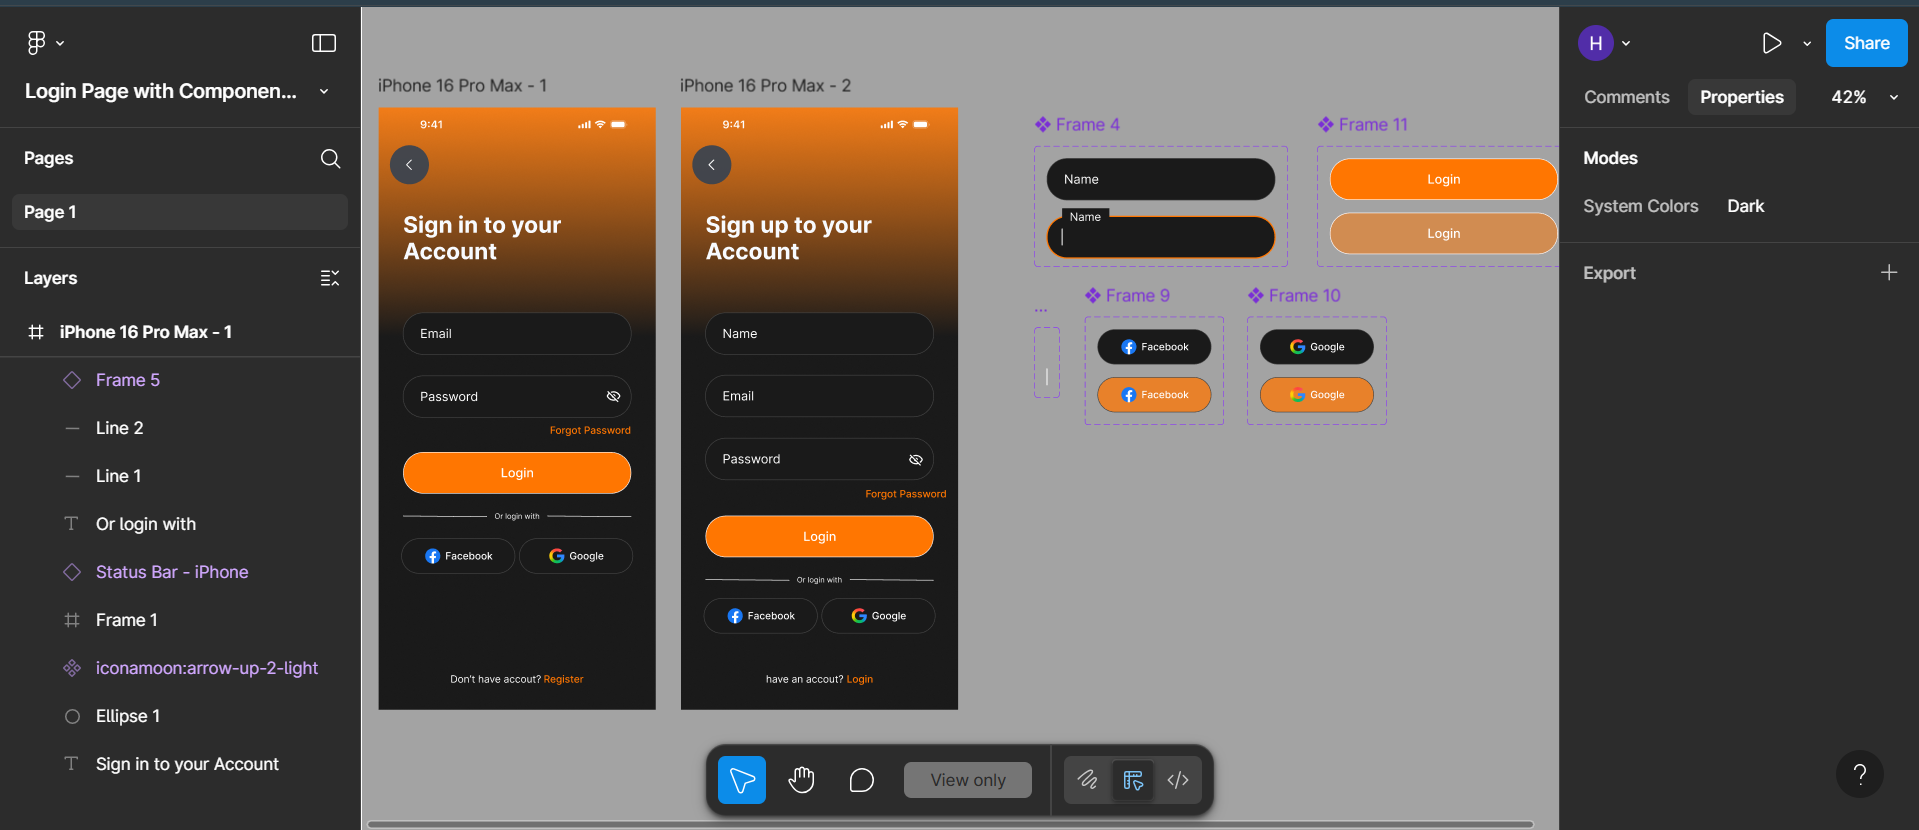 Login Page with Componen...
Pages
Page 1
Layers
iPhone 16 Pro Max - 1
Frame 5
Line 2
Line 1
Or login with
Status Bar - iPhone
Frame 1
iconamoon:arrow-up-2-light
Ellipse 1
Sign in to your Account
iPhone 16 Pro Max - 1
9:41
Sign in to your
Account
Email
Password
Forgot Password
Login
Or login with
Facebook
Google
Don't have accout? Register
iPhone 16 Pro Max - 2
9:41
Sign up to your
Account
Name
Email
Password
Forgot Password
Login
Or login with
Facebook
Google
have an accout? Login
Frame 4
Name
Name
Frame 11
Login
Login
...
Frame 9
Facebook
Facebook
Frame 10
Google
Google
View only
H
Share
Comments
Properties
42%
Modes
System Colors
Dark
Export
?